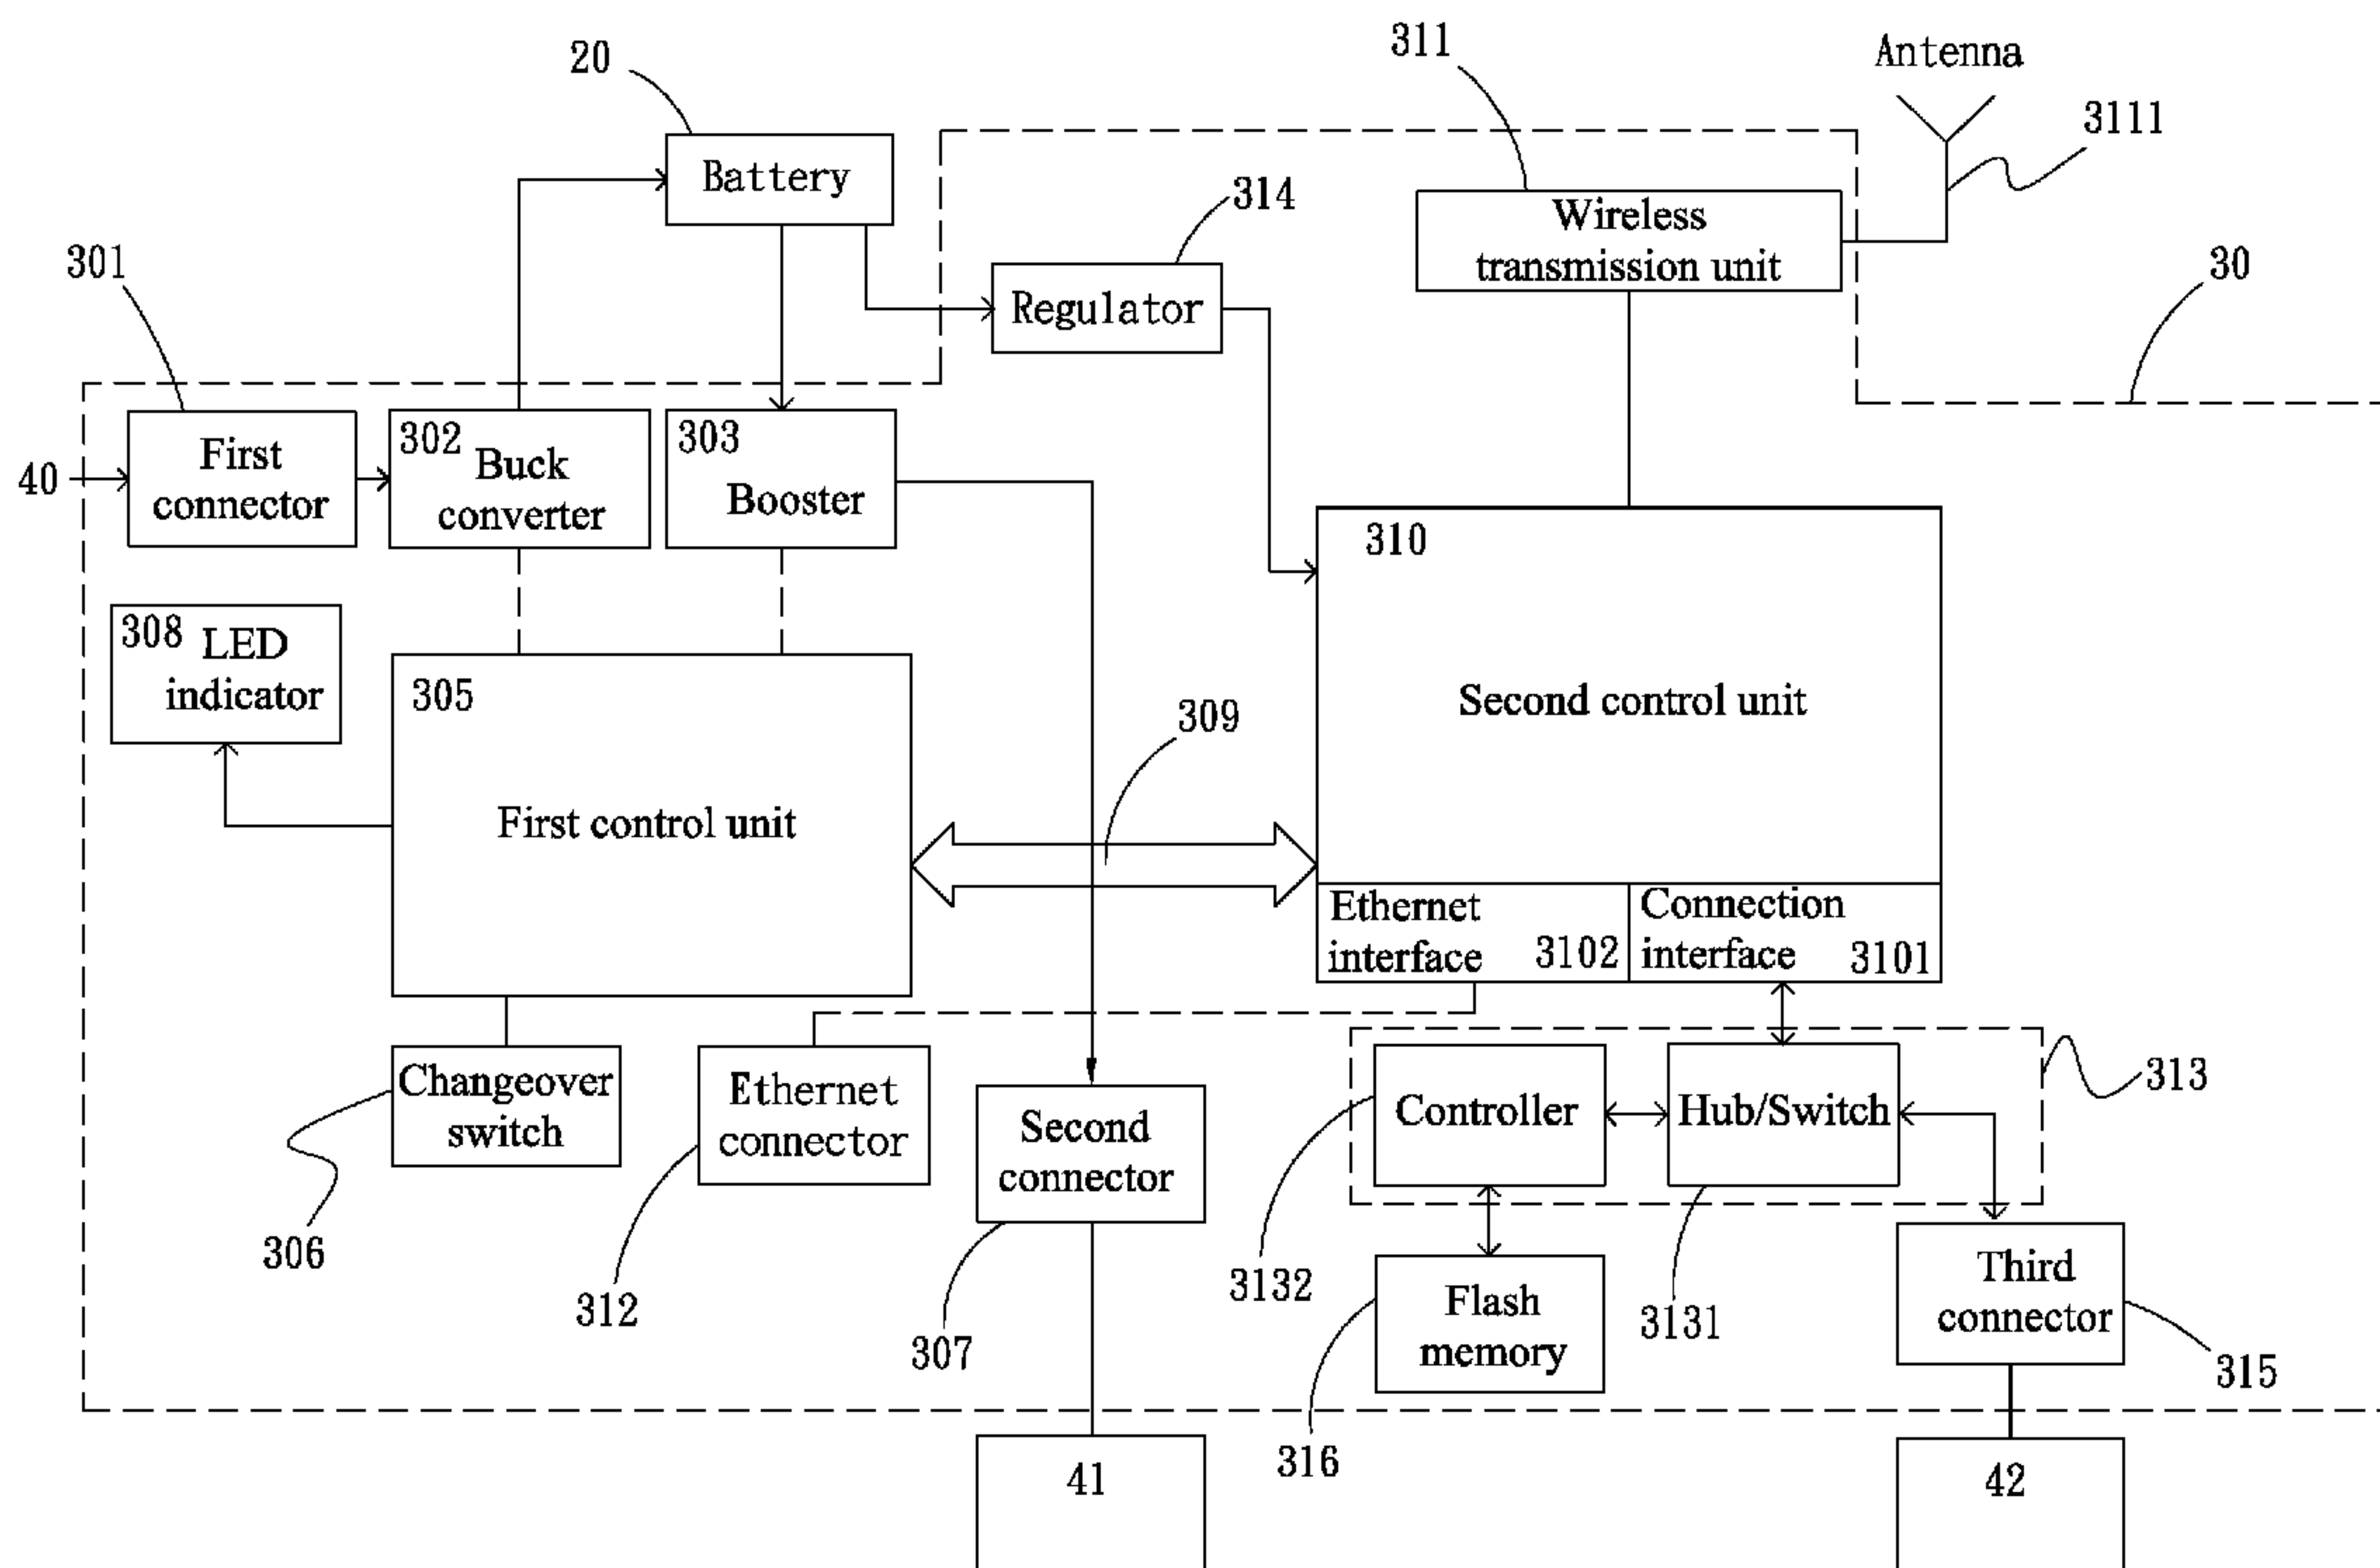 311
Antenna
20
3111
Battery
314
Wireless
transmission unit
301
30
Regulator
302
303
First
connector
Buck
converter
40
Booster
310
308
LED
indicator
305
Second control unit
309
First control unit
Ethernet
interface
3102
Connection
interface
3101
Changeover
switch
Ethernet
connector
Second
connector
Controller
Hub/Switch
313
306
312
307
3132
Flash
memory
3131
Third
connector
315
316
41
42